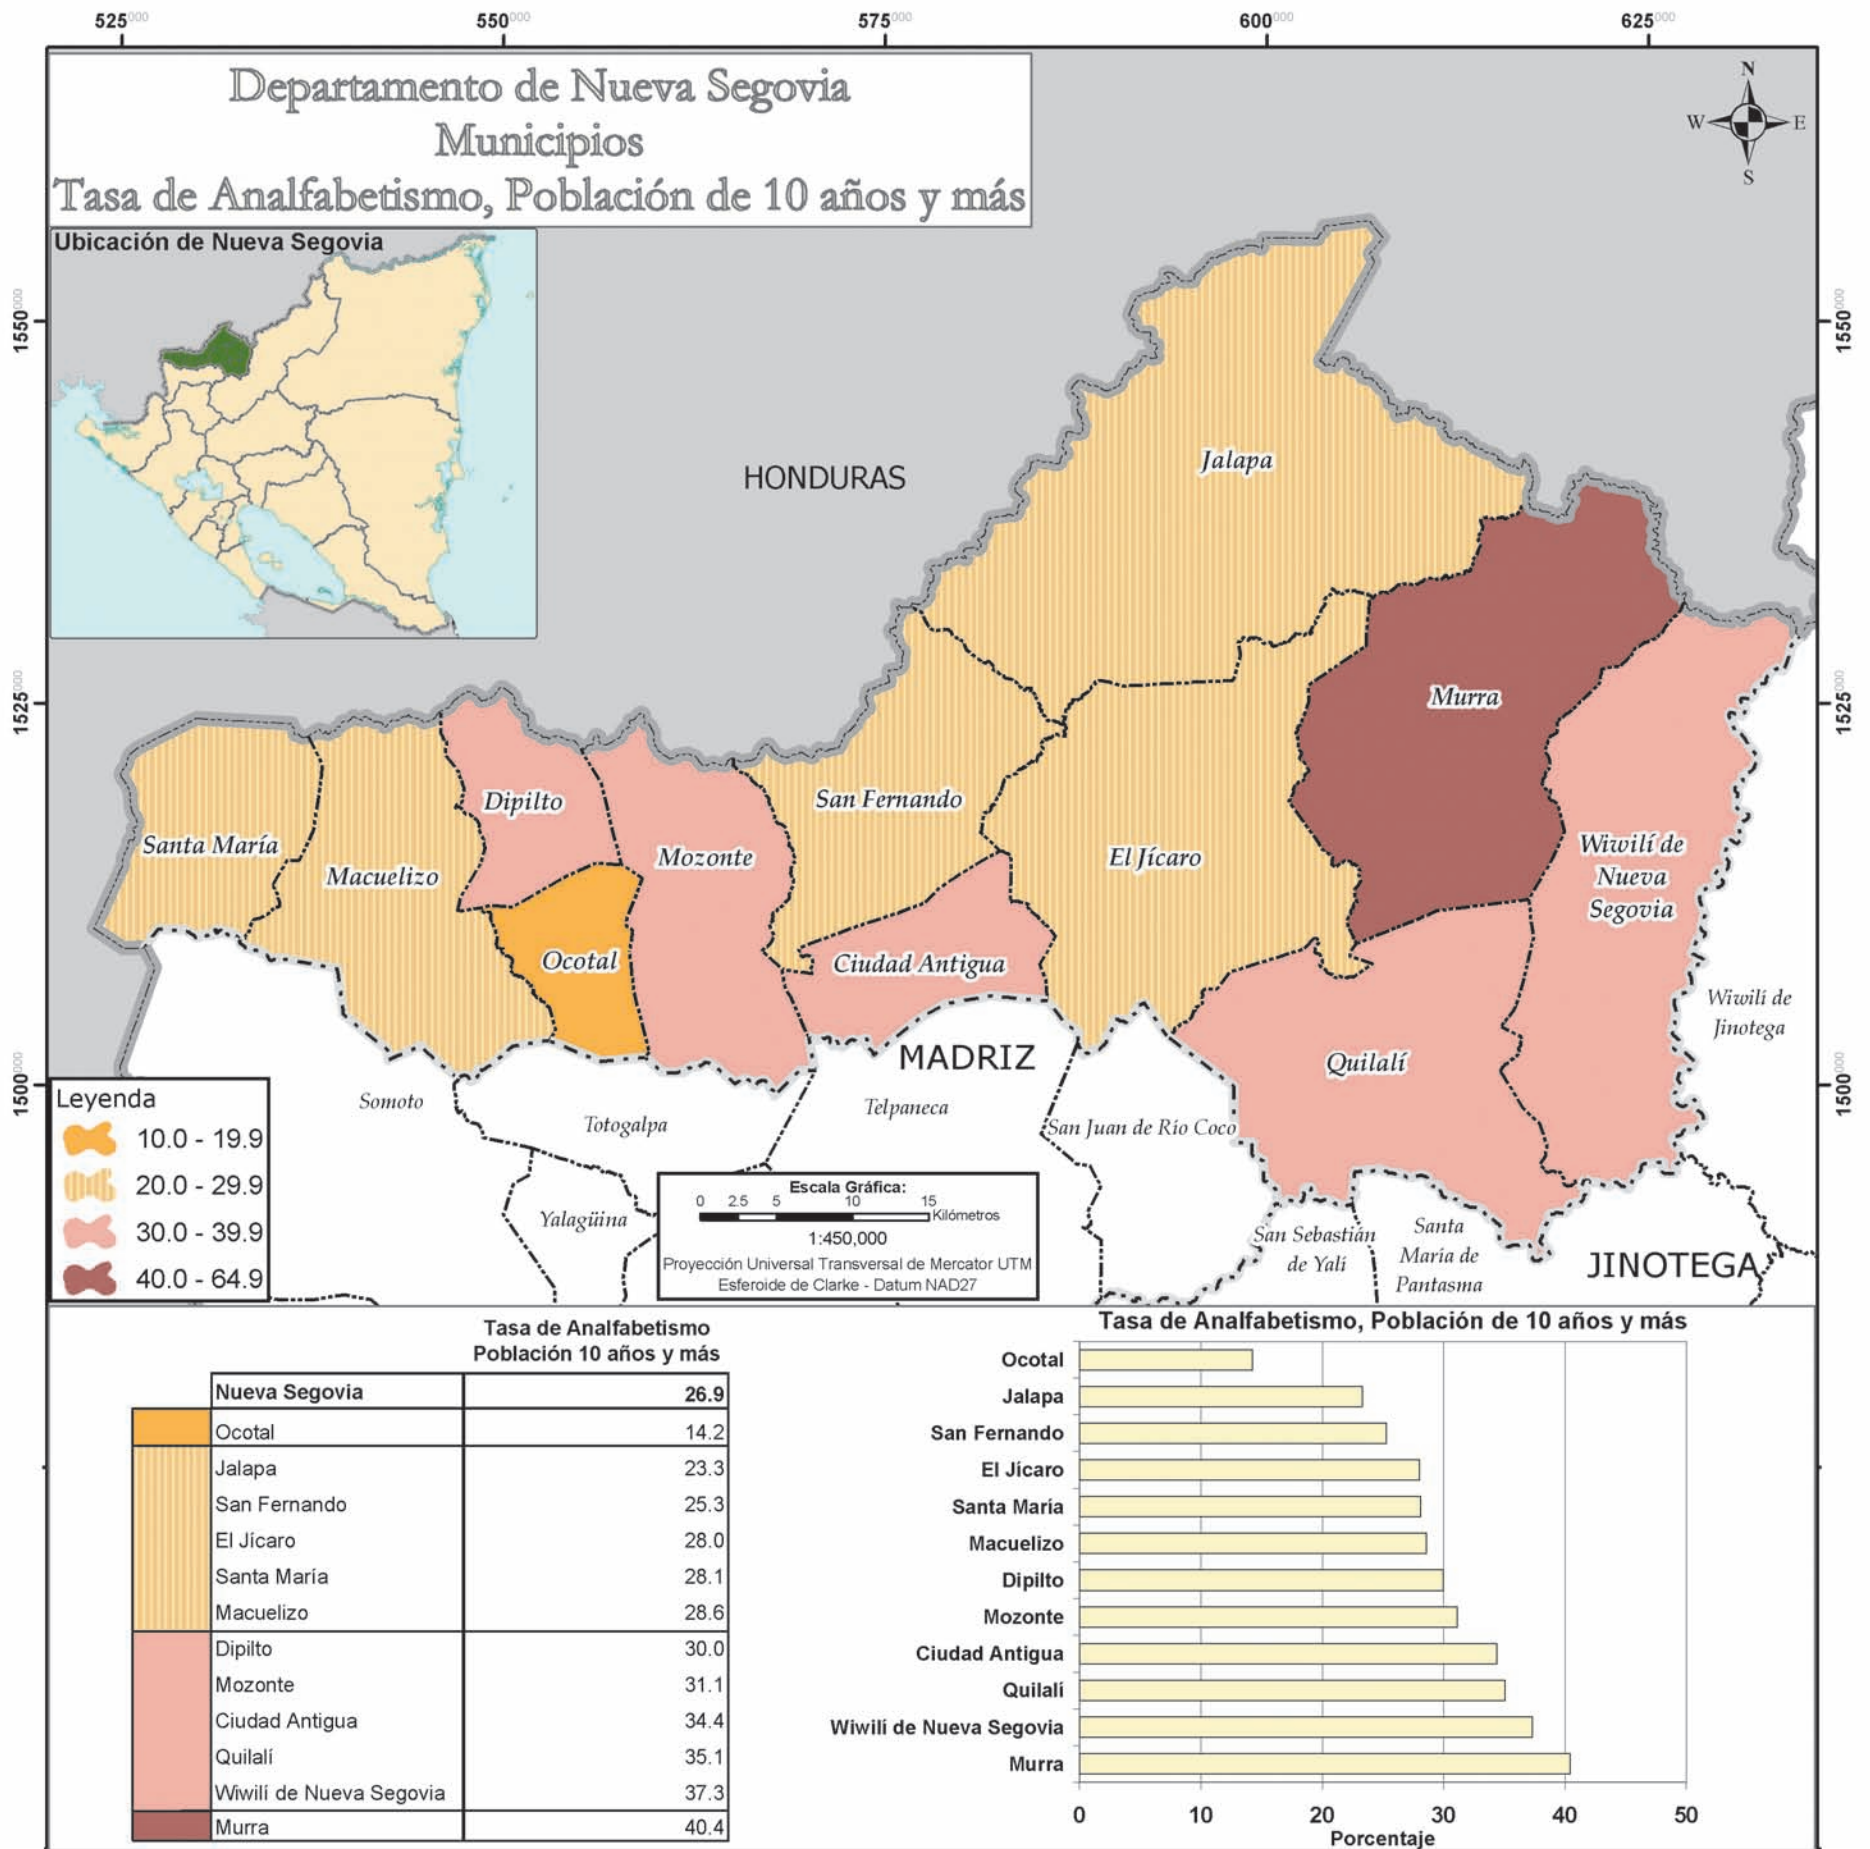 525000 550000 575000 600000 625000
Departamento de Nueva Segovia
Municipios
Tasa de Analfabetismo, Población de 10 años y más
N
W E
S
Ubicación de Nueva Segovia
1550000 1550000
HONDURAS
Jalapa
1525000 1525000
Murra
Dipilto
San Fernando
Santa María
Macuelizo
Mozonte
El Jícaro
Wiwilí de
Nueva
Segovia
Ocotal
Ciudad Antigua
Wiwilí de
Jinotega
MADRIZ
Quilalí
1500000 1500000
Somoto
Totogalpa
Telpaneca
San Juan de Río Coco
Yalagüina
San Sebastián
de Yalí
Santa
María de
Pantasma
JINOTEGA
Leyenda
10.0 - 19.9
20.0 - 29.9
30.0 - 39.9
40.0 - 64.9
Escala Gráfica:
0 2.5 5 10 15
Kilómetros
1:450,000
Proyección Universal Transversal de Mercator UTM
Esferoide de Clarke - Datum NAD27
Tasa de Analfabetismo
Población 10 años y más
Nueva Segovia 26.9
Ocotal 14.2
Jalapa 23.3
San Fernando 25.3
El Jícaro 28.0
Santa María 28.1
Macuelizo 28.6
Dipilto 30.0
Mozonte 31.1
Ciudad Antigua 34.4
Quilalí 35.1
Wiwilí de Nueva Segovia 37.3
Murra 40.4
Tasa de Analfabetismo, Población de 10 años y más
Ocotal
Jalapa
San Fernando
El Jícaro
Santa María
Macuelizo
Dipilto
Mozonte
Ciudad Antigua
Quilalí
Wiwilí de Nueva Segovia
Murra
0 10 20 30 40 50
Porcentaje